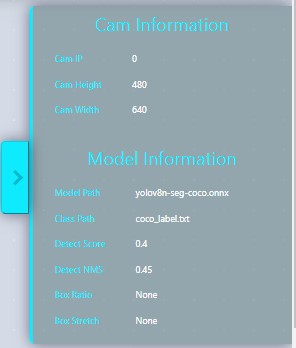 Cam Information
Cam IP 0
Cam Height 480
Cam Width 640
Model Information
Model Path yolov8n-seg-coco.onnx
Class Path coco_label.txt
Detect Score 0.4
Detect NMS 0.45
Box Ratio None
Box Stretch None